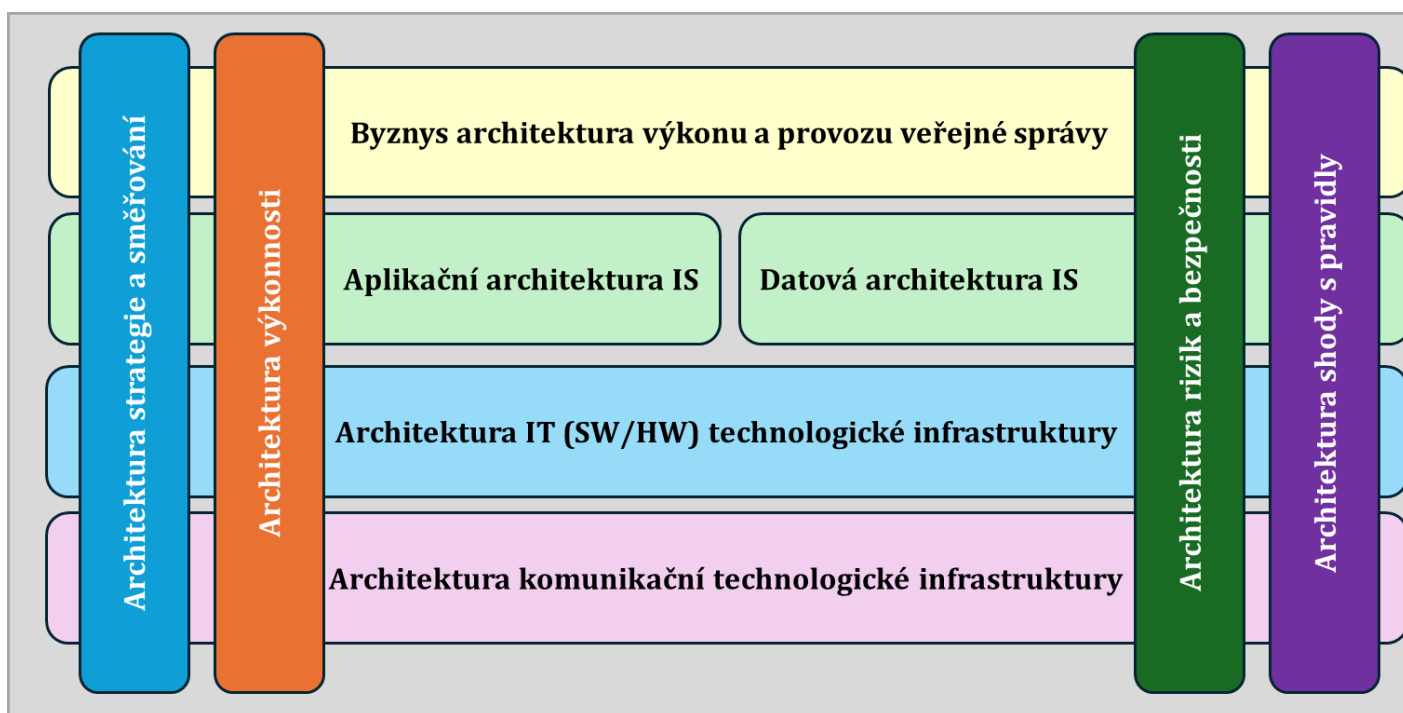 Architektura strategie a směřování
Architektura výkonnosti
Byznys architektura výkonu a provozu veřejné správy
Aplikační architektura IS
Datová architektura IS
Architektura IT (SW/HW) technologické infrastruktury
Architektura komunikační technologické infrastruktury
Architektura rizik a bezpečnosti
Architektura shody s pravidly